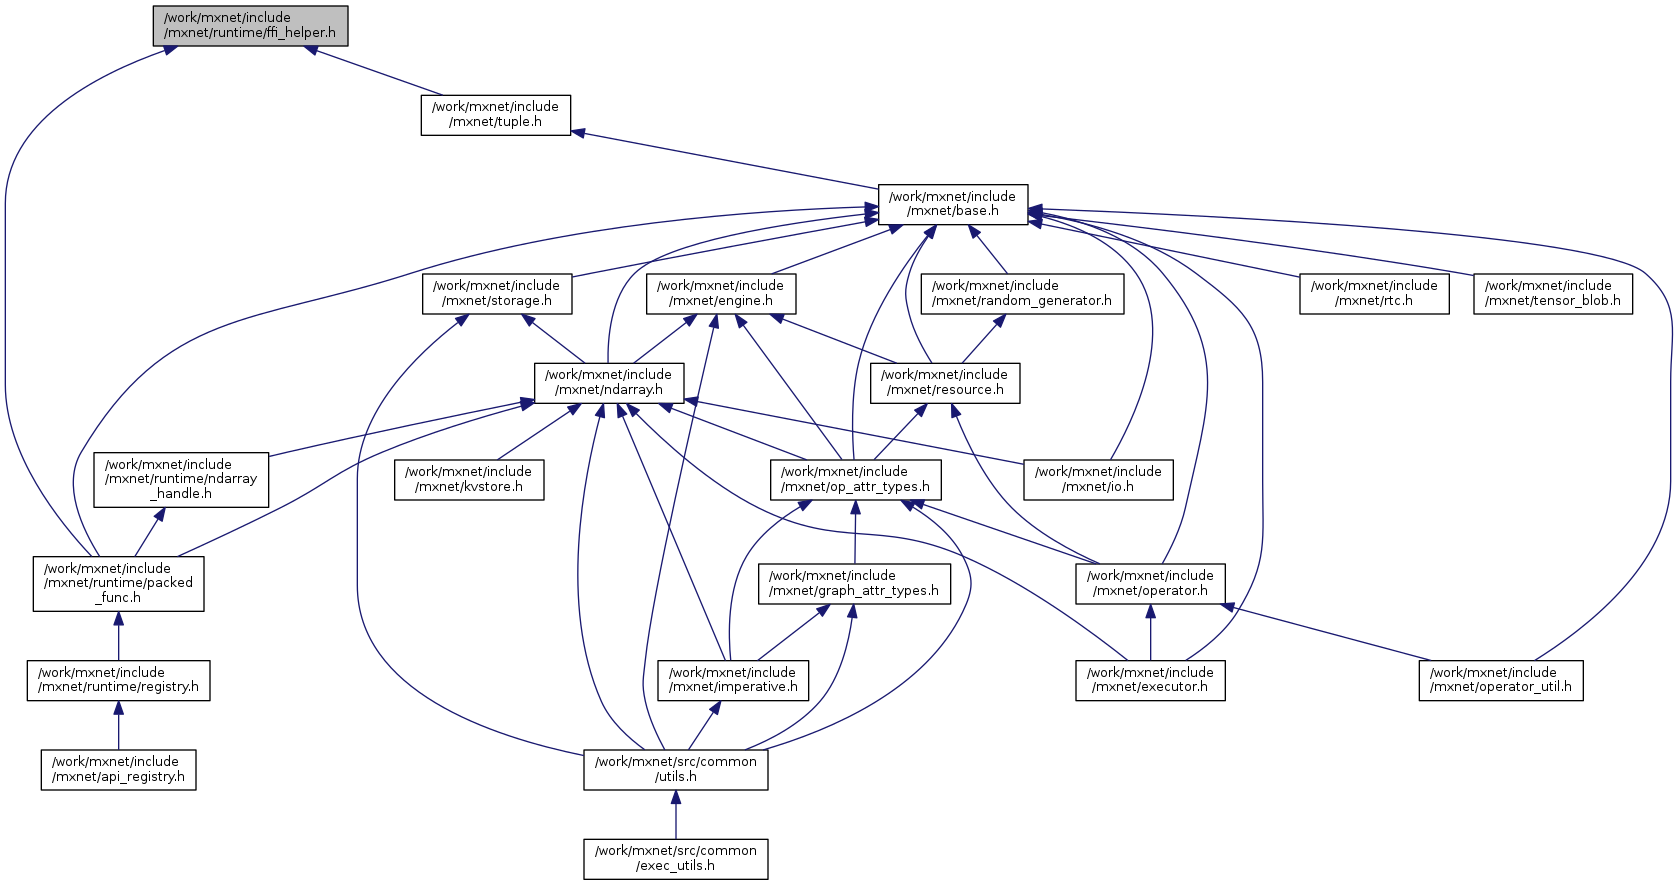 /work/mxnet/include
/mxnet/runtime/ffi_helper.h
/work/mxnet/include
/mxnet/tuple.h
/work/mxnet/include
/mxnet/base.h
/work/mxnet/include
/mxnet/storage.h
/work/mxnet/include
/mxnet/engine.h
/work/mxnet/include
/mxnet/random_generator.h
/work/mxnet/include
/mxnet/rtc.h
/work/mxnet/include
/mxnet/tensor_blob.h
/work/mxnet/include
/mxnet/ndarray.h
/work/mxnet/include
/mxnet/resource.h
/work/mxnet/include
/mxnet/runtime/ndarray
_handle.h
/work/mxnet/include
/mxnet/kvstore.h
/work/mxnet/include
/mxnet/op_attr_types.h
/work/mxnet/include
/mxnet/io.h
/work/mxnet/include
/mxnet/runtime/packed
_func.h
/work/mxnet/include
/mxnet/graph_attr_types.h
/work/mxnet/include
/mxnet/operator.h
/work/mxnet/include
/mxnet/runtime/registry.h
/work/mxnet/include
/mxnet/imperative.h
/work/mxnet/include
/mxnet/executor.h
/work/mxnet/include
/mxnet/operator_util.h
/work/mxnet/include
/mxnet/api_registry.h
/work/mxnet/src/common
/utils.h
/work/mxnet/src/common
/exec_utils.h